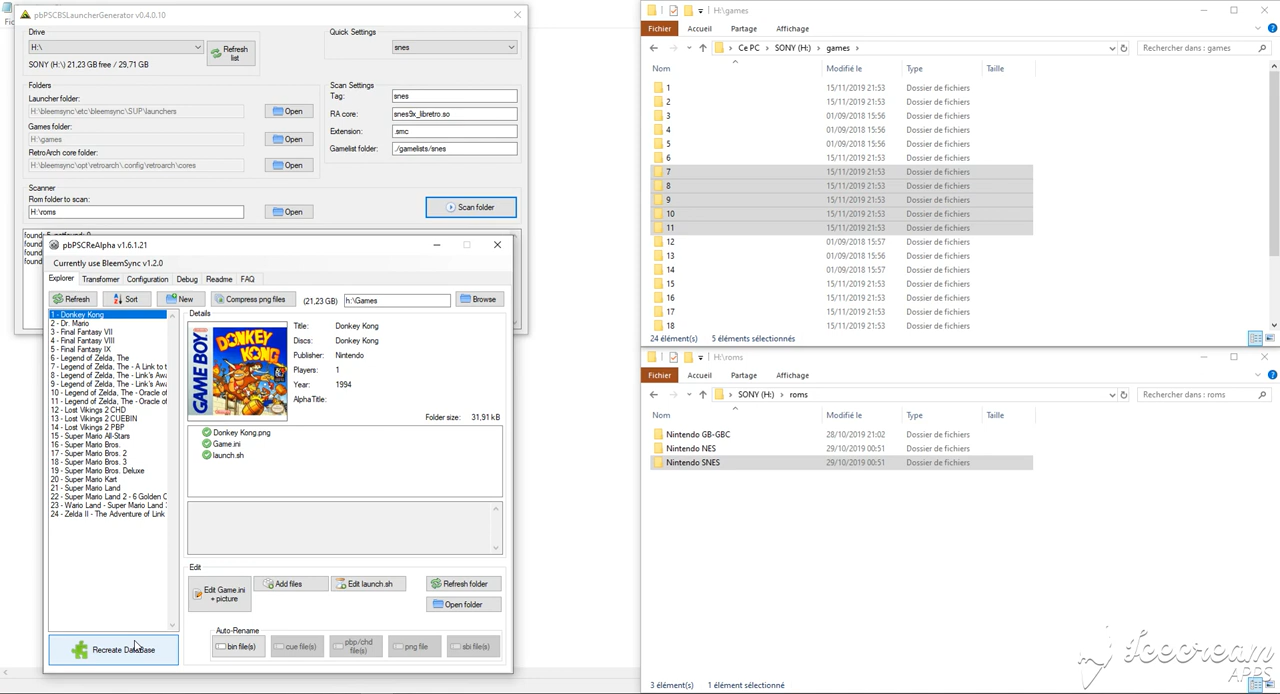 pbPSCBSLauncherGenerator v0.4.0.10
Drive
H:\
Refresh list
SONY (H:\) 21,23 GB free / 29,71 GB
Quick Settings
snes
Folders
Launcher folder:
H:\bleemsync\etc\bleemsync\SUP\launchers
Open
Games folder:
H:\games
Open
RetroArch core folder:
H:\bleemsync\opt\retroarch\.config\retroarch\cores
Open
Scan Settings
Tag:
snes
RA core:
snes9x_libretro.so
Extension:
.smc
Gamelist folder:
./gamelists/snes
Scanner
Rom folder to scan:
H:\roms
Open
Scan folder
pbPSCReAlpha v1.6.1.21
Currently use BleemSync v1.2.0
Explorer Transformer Configuration Debug Readme FAQ
Refresh Sort New Compress png files (21,23 GB) h:\Games Browse
1 - Donkey Kong
2 - Dr. Mario
3 - Final Fantasy VII
4 - Final Fantasy VIII
5 - Final Fantasy IX
6 - Legend of Zelda, The
7 - Legend of Zelda, The - A Link to t
8 - Legend of Zelda, The - Link's Awa
9 - Legend of Zelda, The - Link's Awa
10 - Legend of Zelda, The - Oracle of
11 - Legend of Zelda, The - Oracle of
12 - Lost Vikings 2 CHD
13 - Lost Vikings 2 CUEBIN
14 - Lost Vikings 2 PBP
15 - Super Mario All-Stars
16 - Super Mario Bros.
17 - Super Mario Bros. 2
18 - Super Mario Bros. 3
19 - Super Mario Bros. Deluxe
20 - Super Mario Kart
21 - Super Mario Land
22 - Super Mario Land 2 - 6 Golden C
23 - Wario Land - Super Mario Land
24 - Zelda II - The Adventure of Link
Recreate DataBase
Details
GAME BOY
DONKEY KONG
Title: Donkey Kong
Discs: Donkey Kong
Publisher: Nintendo
Players: 1
Year: 1994
AlphaTitle:
Folder size: 31,91 kB
Donkey Kong.png
Game.ini
launch.sh
Edit
Edit Game.ini + picture
Add files
Edit launch.sh
Refresh folder
Open folder
Auto-Rename
bin file(s)
cue file(s)
pbp/chd file(s)
png file
sbi file(s)
H:\games
Fichier Accueil Partage Affichage
Ce PC SONY (H:) games
Rechercher dans : games
Nom Modifié le Type Taille
1 15/11/2019 21:53 Dossier de fichiers
2 15/11/2019 21:53 Dossier de fichiers
3 01/09/2018 15:56 Dossier de fichiers
4 01/09/2018 15:56 Dossier de fichiers
5 01/09/2018 15:56 Dossier de fichiers
6 15/11/2019 21:53 Dossier de fichiers
7 15/11/2019 21:53 Dossier de fichiers
8 15/11/2019 21:53 Dossier de fichiers
9 15/11/2019 21:53 Dossier de fichiers
10 15/11/2019 21:53 Dossier de fichiers
11 15/11/2019 21:53 Dossier de fichiers
12 01/09/2018 15:57 Dossier de fichiers
13 15/11/2019 21:53 Dossier de fichiers
14 01/09/2018 15:57 Dossier de fichiers
15 15/11/2019 21:53 Dossier de fichiers
16 15/11/2019 21:53 Dossier de fichiers
17 15/11/2019 21:53 Dossier de fichiers
18 15/11/2019 21:53 Dossier de fichiers
24 élément(s) 5 éléments sélectionnés
H:\roms
Fichier Accueil Partage Affichage
SONY (H:) roms
Rechercher dans : roms
Nom Modifié le Type Taille
Nintendo GB-GBC 28/10/2019 21:02 Dossier de fichiers
Nintendo NES 29/10/2019 00:51 Dossier de fichiers
Nintendo SNES 29/10/2019 00:51 Dossier de fichiers
3 élément(s) 1 élément sélectionné
Icecream
APPS